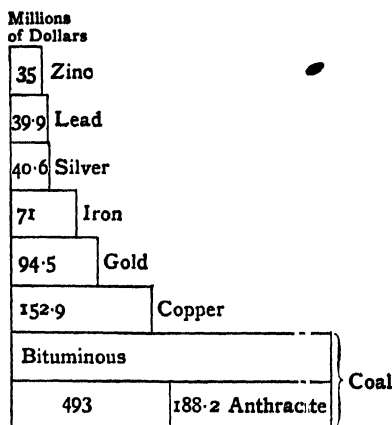 Millions
of Dollars
35 Zinc
39·9 Lead
40·6 Silver
71 Iron
94·5 Gold
152·9 Copper
Bituminous
Coal
493 188·2 Anthracite